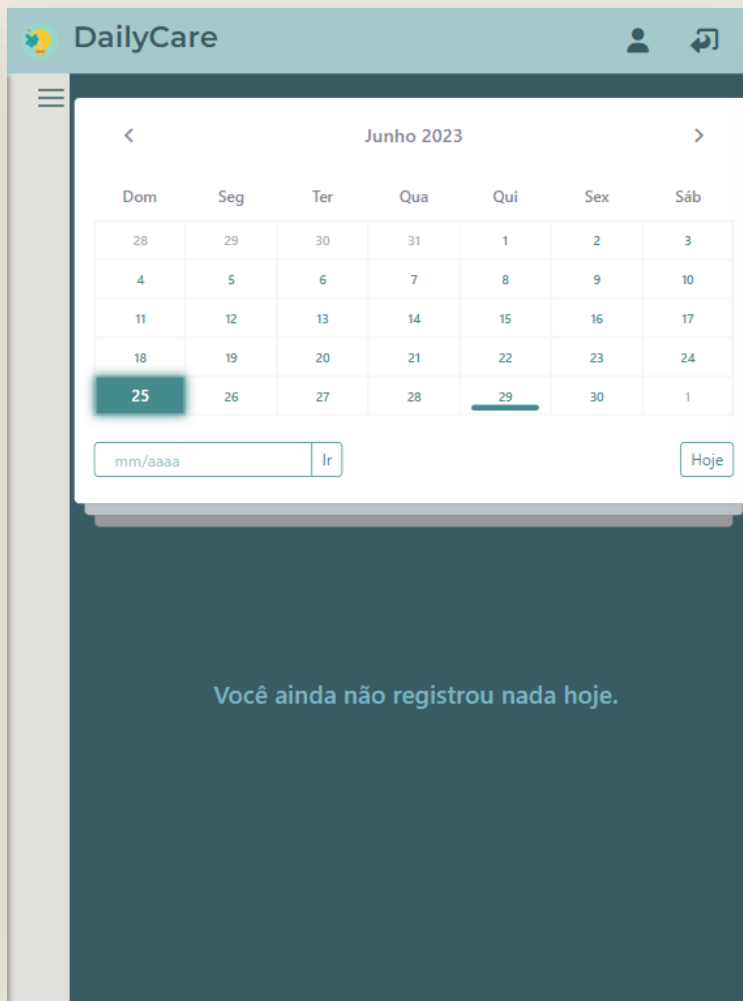 DailyCare
Junho 2023
Dom Seg Ter Qua Qui Sex Sáb
28 29 30 31 1 2 3
4 5 6 7 8 9 10
11 12 13 14 15 16 17
18 19 20 21 22 23 24
25 26 27 28 29 30 1
mm/aaaa Ir Hoje
Você ainda não registrou nada hoje.